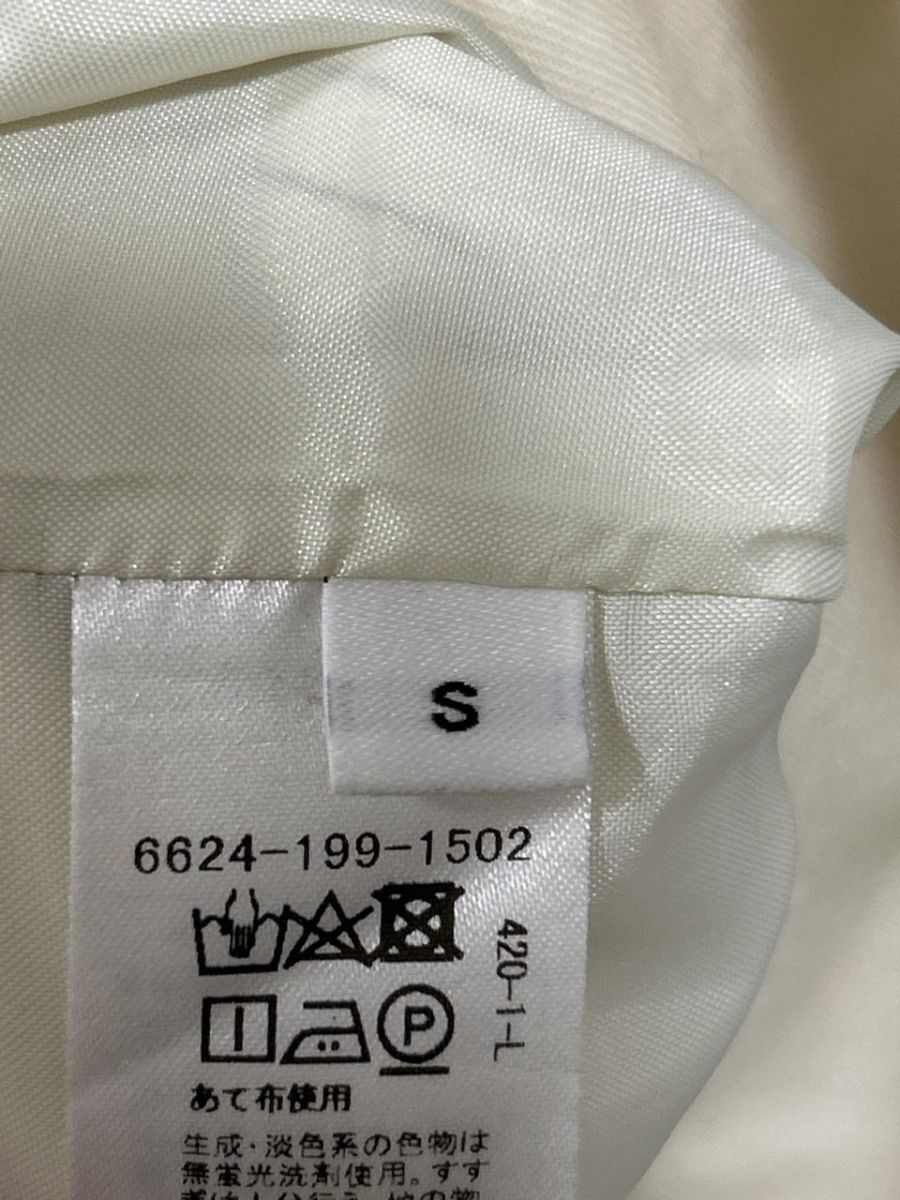 S
6624-199-1502
420-1-L
P
あて布使用
生成・淡色系の色物は
無蛍光洗剤使用。すす